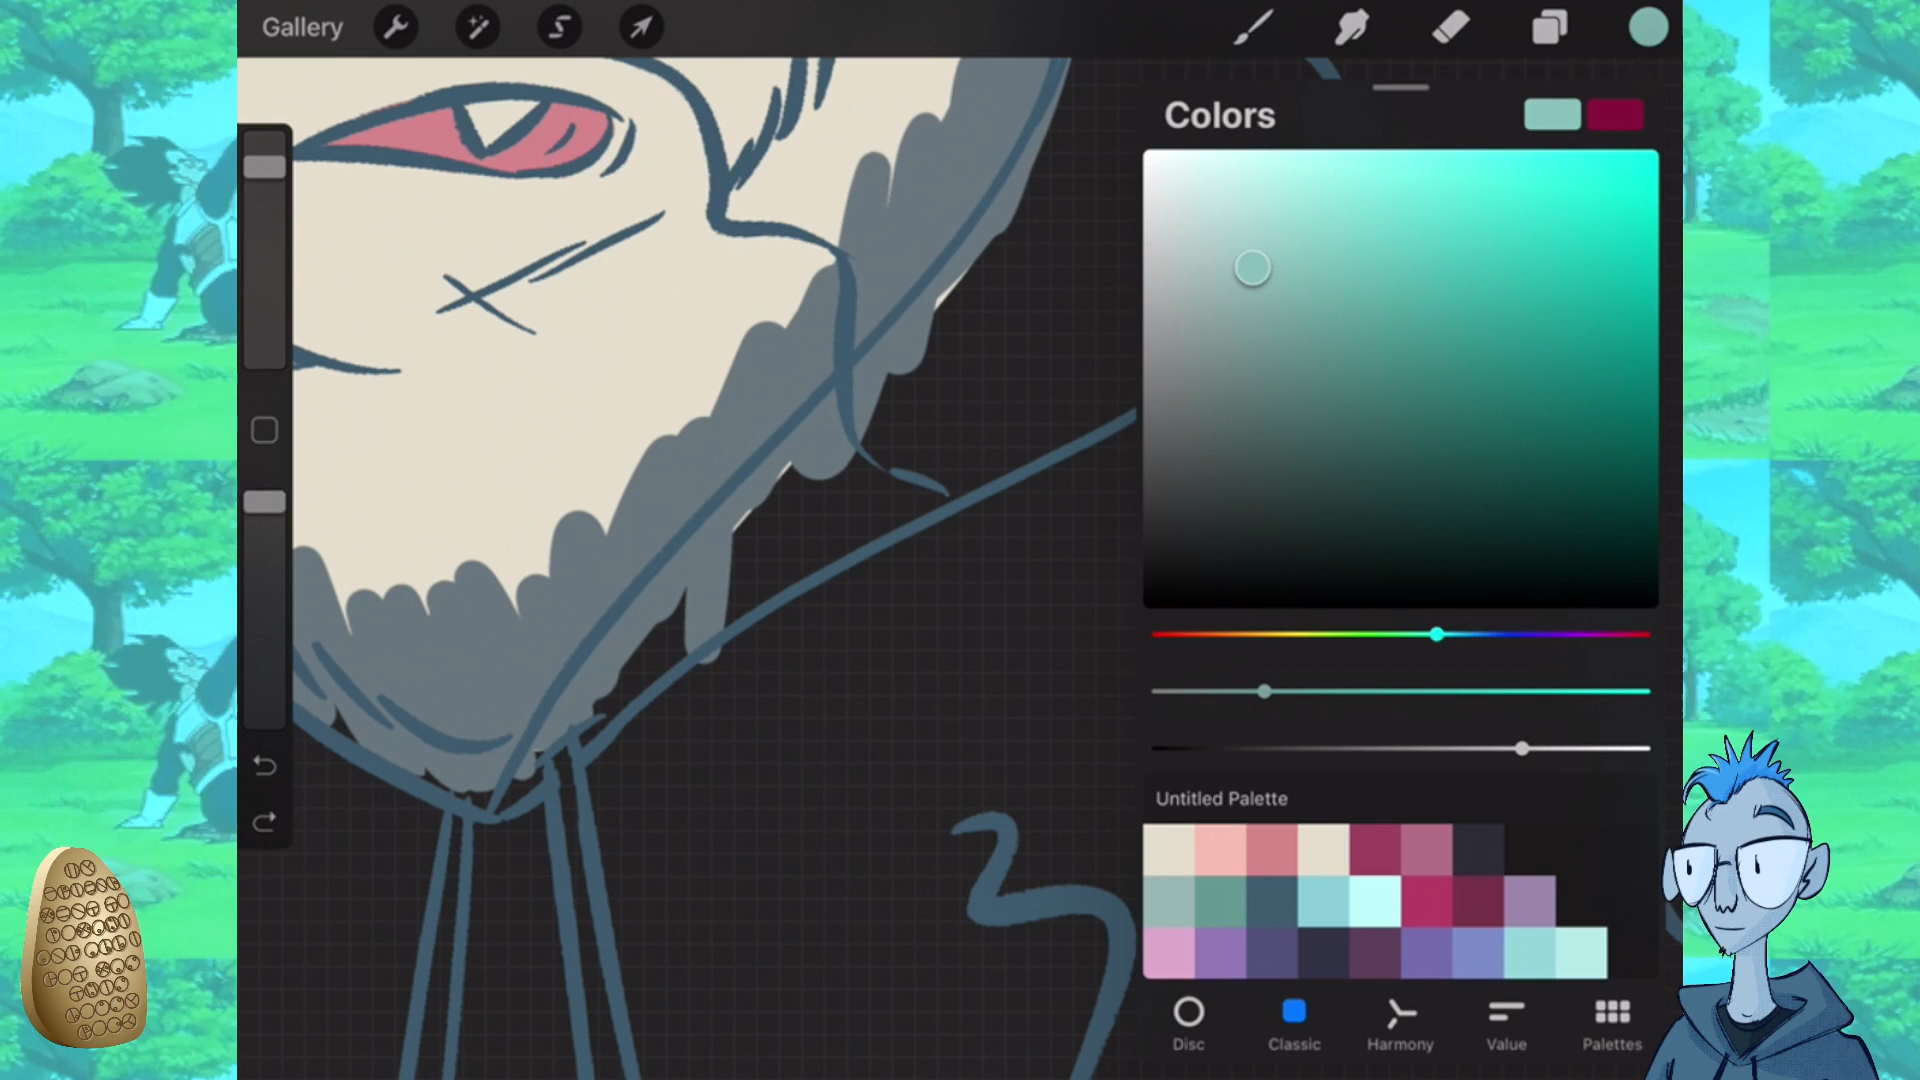 Gallery
Colors
Untitled Palette
Disc
Classic
Harmony
Value
Palettes